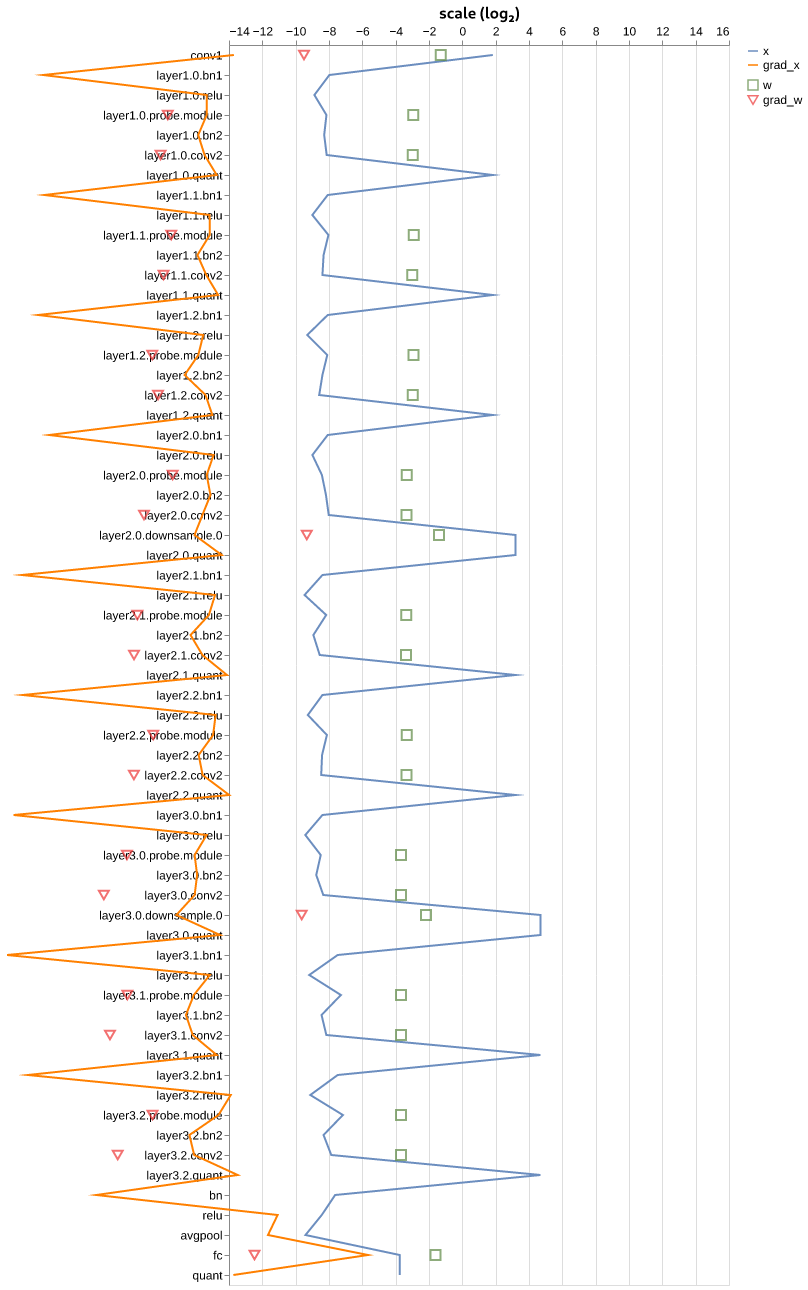 scale (log₂)
−14 −12 −10 −8 −6 −4 −2 0 2 4 6 8 10 12 14 16
x
grad_x
w
grad_w
conv1
layer1.0.bn1
layer1.0.relu
layer1.0.probe.module
layer1.0.bn2
layer1.0.conv2
layer1.0.quant
layer1.1.bn1
layer1.1.relu
layer1.1.probe.module
layer1.1.bn2
layer1.1.conv2
layer1.1.quant
layer1.2.bn1
layer1.2.relu
layer1.2.probe.module
layer1.2.bn2
layer1.2.conv2
layer1.2.quant
layer2.0.bn1
layer2.0.relu
layer2.0.probe.module
layer2.0.bn2
layer2.0.conv2
layer2.0.downsample.0
layer2.0.quant
layer2.1.bn1
layer2.1.relu
layer2.1.probe.module
layer2.1.bn2
layer2.1.conv2
layer2.1.quant
layer2.2.bn1
layer2.2.relu
layer2.2.probe.module
layer2.2.bn2
layer2.2.conv2
layer2.2.quant
layer3.0.bn1
layer3.0.relu
layer3.0.probe.module
layer3.0.bn2
layer3.0.conv2
layer3.0.downsample.0
layer3.0.quant
layer3.1.bn1
layer3.1.relu
layer3.1.probe.module
layer3.1.bn2
layer3.1.conv2
layer3.1.quant
layer3.2.bn1
layer3.2.relu
layer3.2.probe.module
layer3.2.bn2
layer3.2.conv2
layer3.2.quant
bn
relu
avgpool
fc
quant